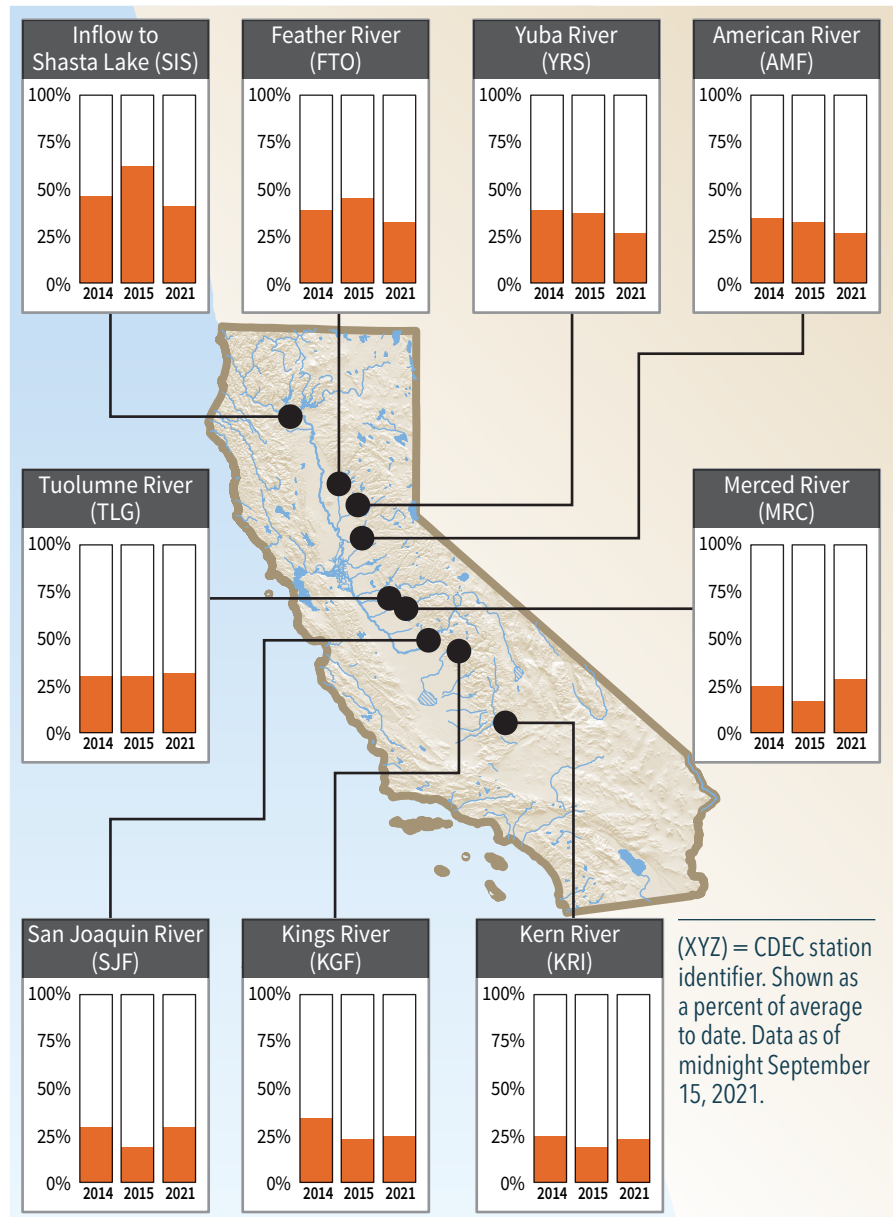 Inflow to
Shasta Lake (SIS)
100%
75%
50%
25%
0%
2014 2015 2021
Feather River
(FTO)
100%
75%
50%
25%
0%
2014 2015 2021
Yuba River
(YRS)
100%
75%
50%
25%
0%
2014 2015 2021
American River
(AMF)
100%
75%
50%
25%
0%
2014 2015 2021
Tuolumne River
(TLG)
100%
75%
50%
25%
0%
2014 2015 2021
Merced River
(MRC)
100%
75%
50%
25%
0%
2014 2015 2021
San Joaquin River
(SJF)
100%
75%
50%
25%
0%
2014 2015 2021
Kings River
(KGF)
100%
75%
50%
25%
0%
2014 2015 2021
Kern River
(KRI)
100%
75%
50%
25%
0%
2014 2015 2021
(XYZ) = CDEC station
identifier. Shown as
a percent of average
to date. Data as of
midnight September
15, 2021.